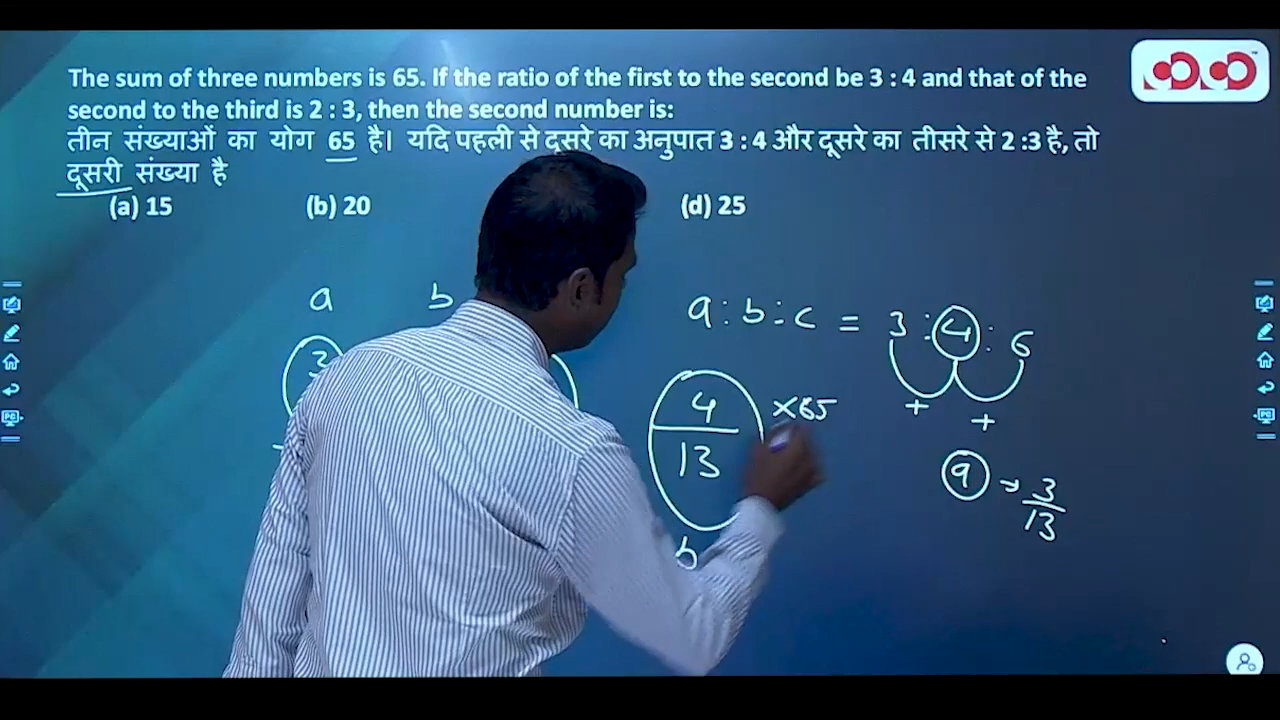 The sum of three numbers is 65. If the ratio of the first to the second be 3 : 4 and that of the
second to the third is 2 : 3, then the second number is:
तीन संख्याओं का योग 65 है। यदि पहली से दूसरे का अनुपात 3 : 4 और दूसरे का तीसरे से 2 :3 है, तो
दूसरी संख्या है
(a) 15 (b) 20 (d) 25
a b
a : b : c = 3 : 4 : 6
3
4
13
×65
+
+
9 → 3
13
b